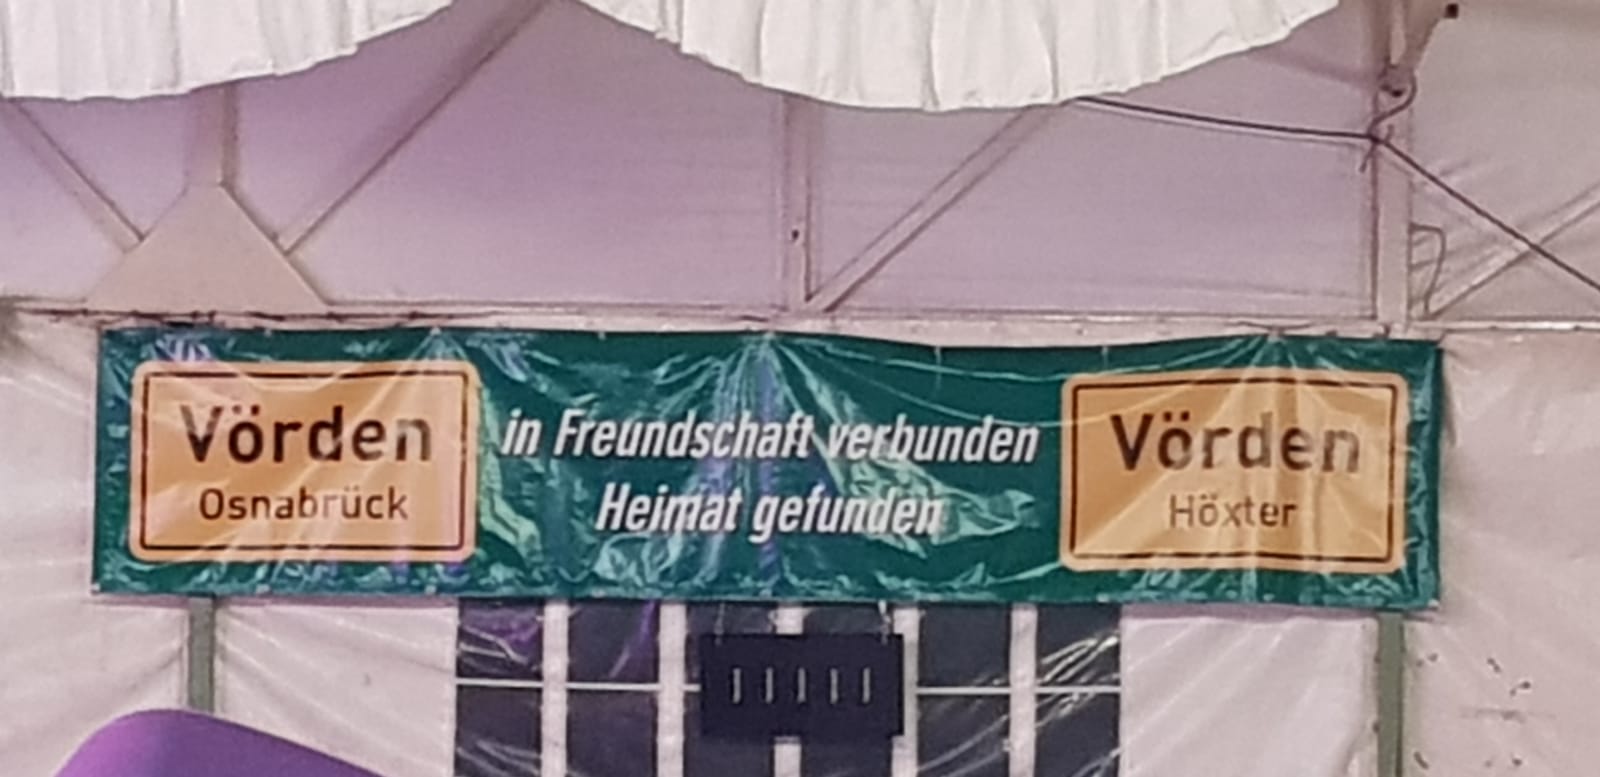 Vörden
Osnabrück
in Freundschaft verbunden
Heimat gefunden
Vörden
Höxter